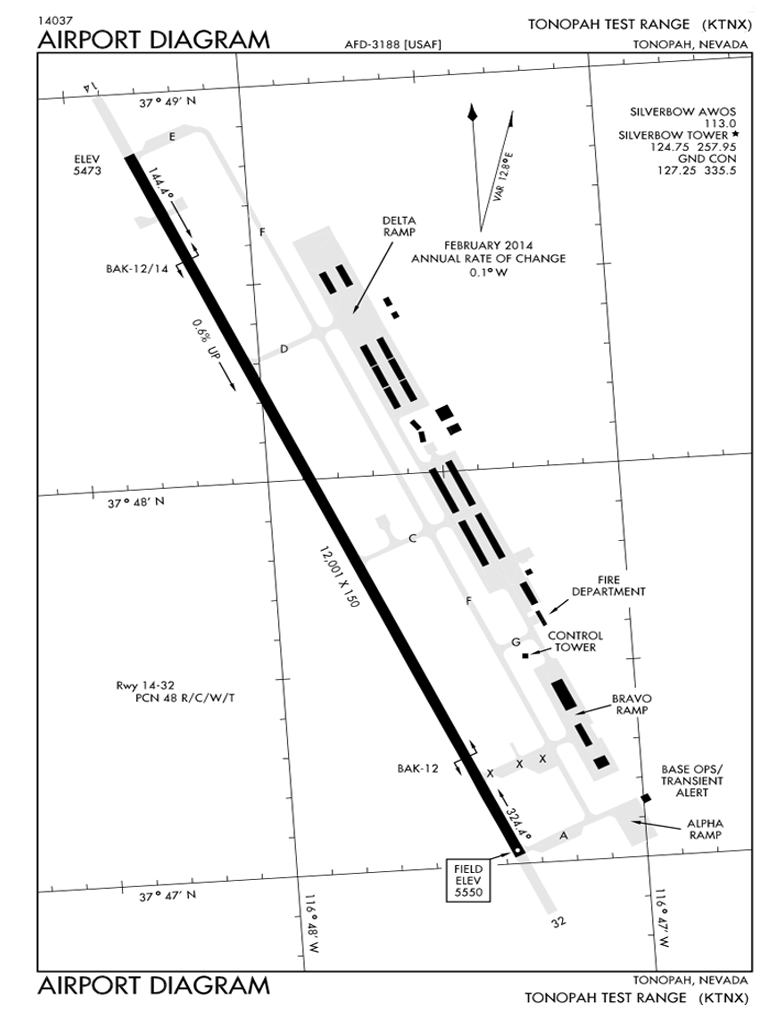 14037
AIRPORT DIAGRAM
AFD-3188 [USAF]
TONOPAH TEST RANGE (KTNX)
TONOPAH, NEVADA
14
37° 49' N
E
ELEV
5473
144.4°
VAR 12.8° E
SILVERBOW AWOS
113.0
SILVERBOW TOWER ★
124.75 257.95
GND CON
127.25 335.5
F
DELTA
RAMP
FEBRUARY 2014
ANNUAL RATE OF CHANGE
0.1° W
BAK-12/14
0.6% UP
D
37° 48' N
C
12,001 X 150
F
FIRE
DEPARTMENT
G
CONTROL
TOWER
Rwy 14-32
PCN 48 R/C/W/T
BRAVO
RAMP
BAK-12
X X X
BASE OPS/
TRANSIENT
ALERT
324.4°
A
ALPHA
RAMP
FIELD
ELEV
5550
37° 47' N
116° 48' W
32
116° 47' W
AIRPORT DIAGRAM
TONOPAH, NEVADA
TONOPAH TEST RANGE (KTNX)